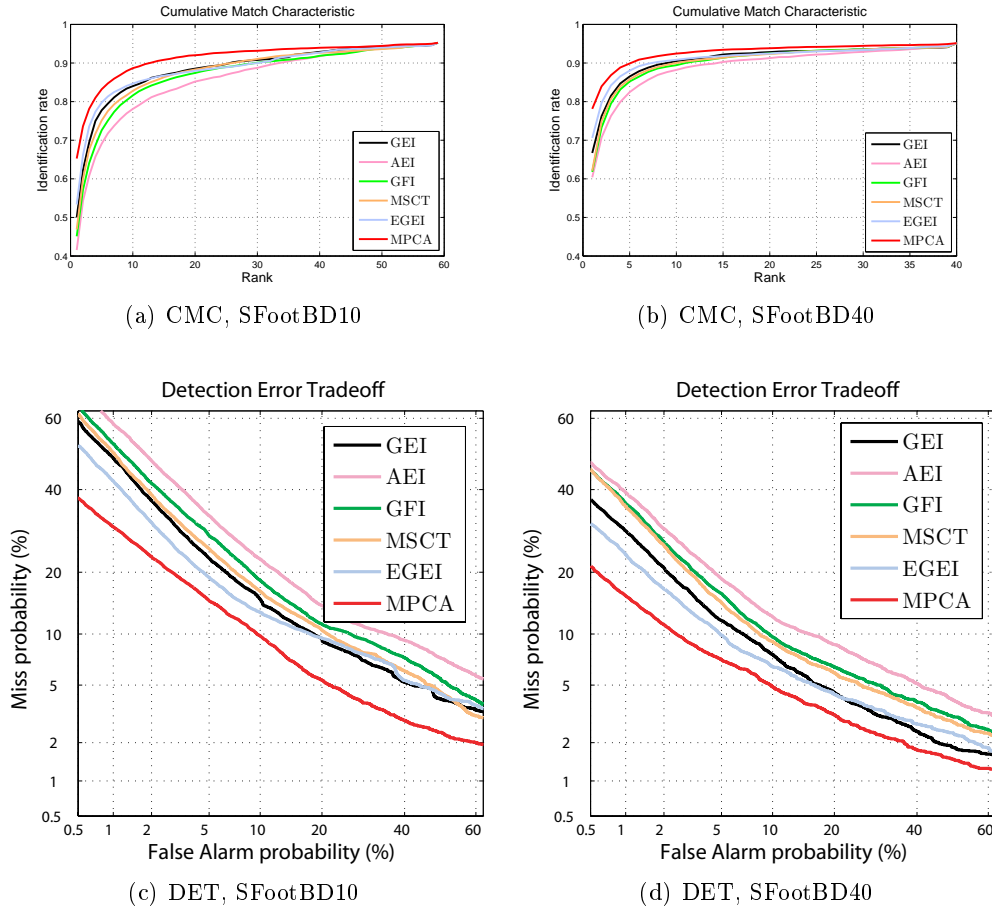 Cumulative Match Characteristic
Identification rate
1
0.9
0.8
0.7
0.6
0.5
0.4
0 10 20 30 40 50 60
Rank
GEI
AEI
GFI
MSCT
EGEI
MPCA
(a) CMC, SFootBD10
Cumulative Match Characteristic
Identification rate
1
0.9
0.8
0.7
0.6
0.5
0.4
0 5 10 15 20 25 30 35 40
Rank
GEI
AEI
GFI
MSCT
EGEI
MPCA
(b) CMC, SFootBD40
Detection Error Tradeoff
Miss probability (%)
60
40
20
10
5
2
1
0.5
0.5 1 2 5 10 20 40 60
False Alarm probability (%)
GEI
AEI
GFI
MSCT
EGEI
MPCA
(c) DET, SFootBD10
Detection Error Tradeoff
Miss probability (%)
60
40
20
10
5
2
1
0.5
0.5 1 2 5 10 20 40 60
False Alarm probability (%)
GEI
AEI
GFI
MSCT
EGEI
MPCA
(d) DET, SFootBD40